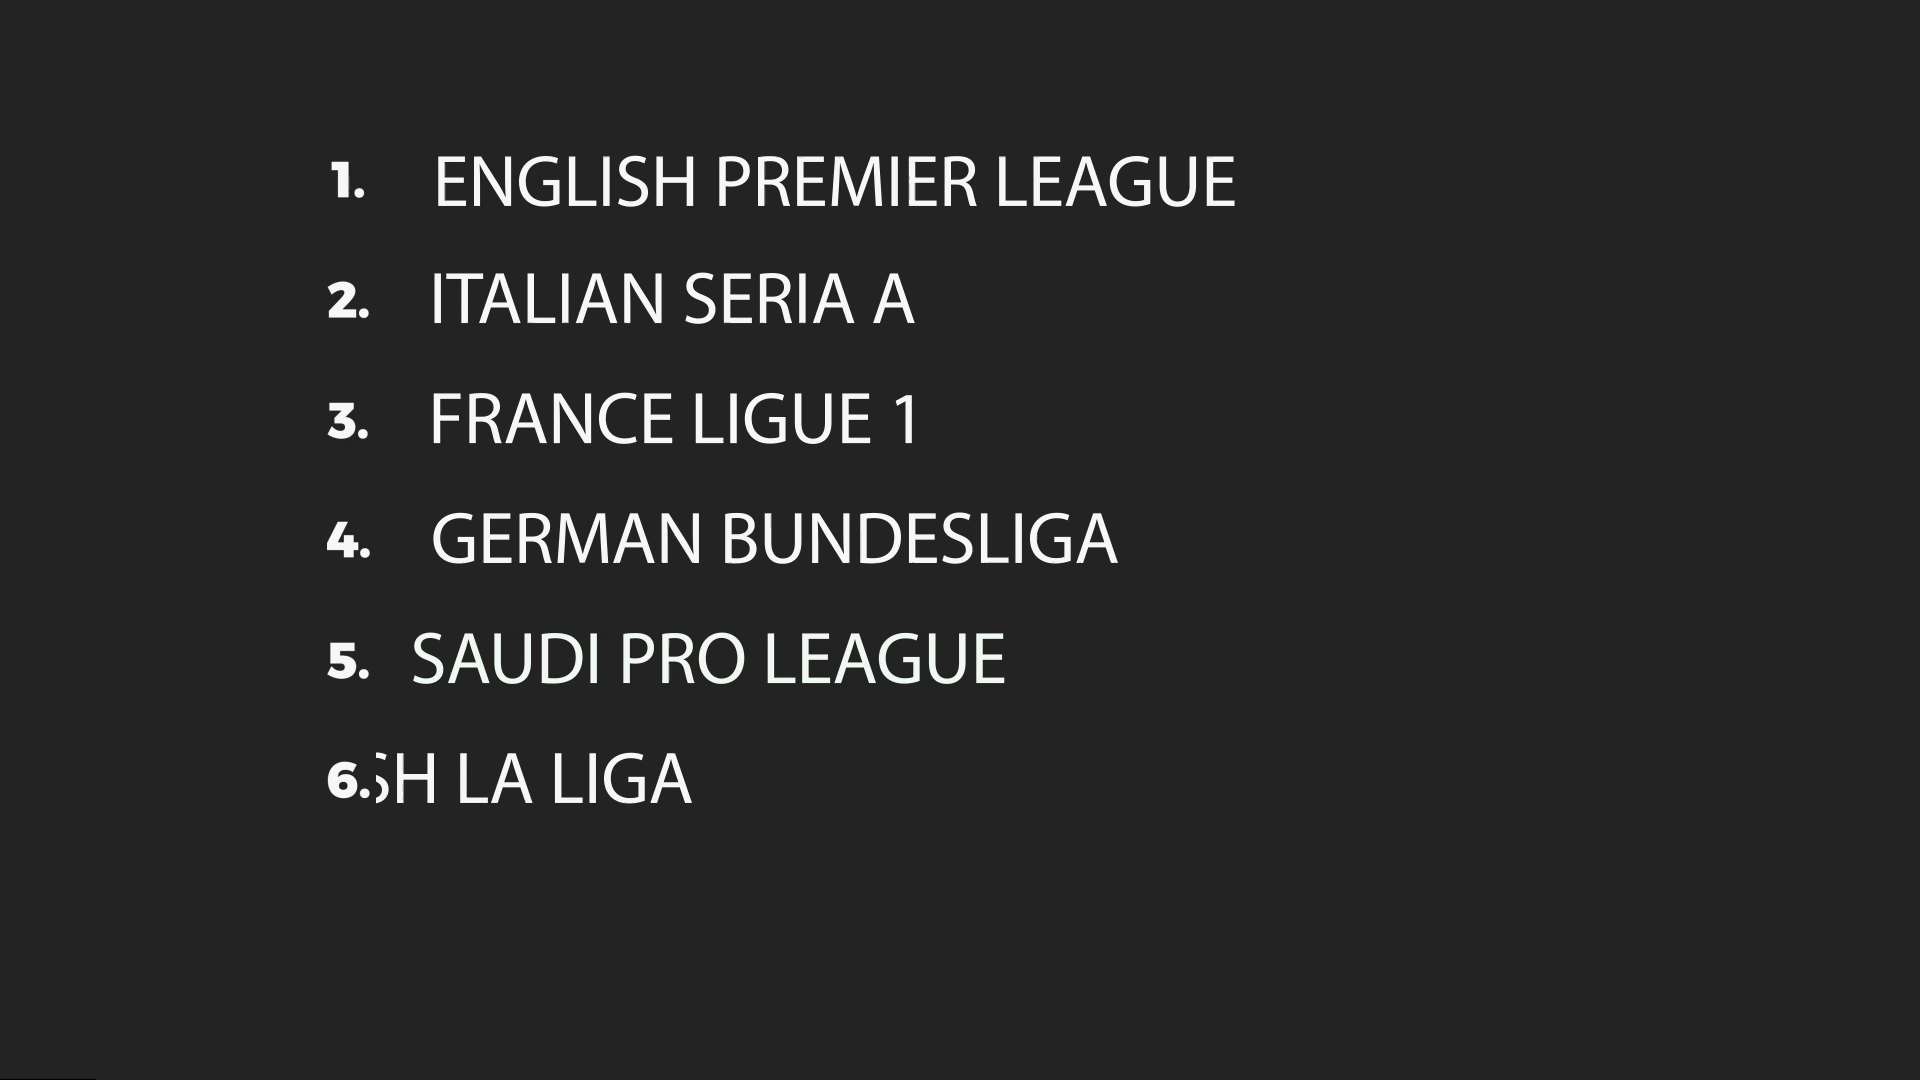 1. ENGLISH PREMIER LEAGUE
2. ITALIAN SERIA A
3. FRANCE LIGUE 1
4. GERMAN BUNDESLIGA
5. SAUDI PRO LEAGUE
6. SH LA LIGA